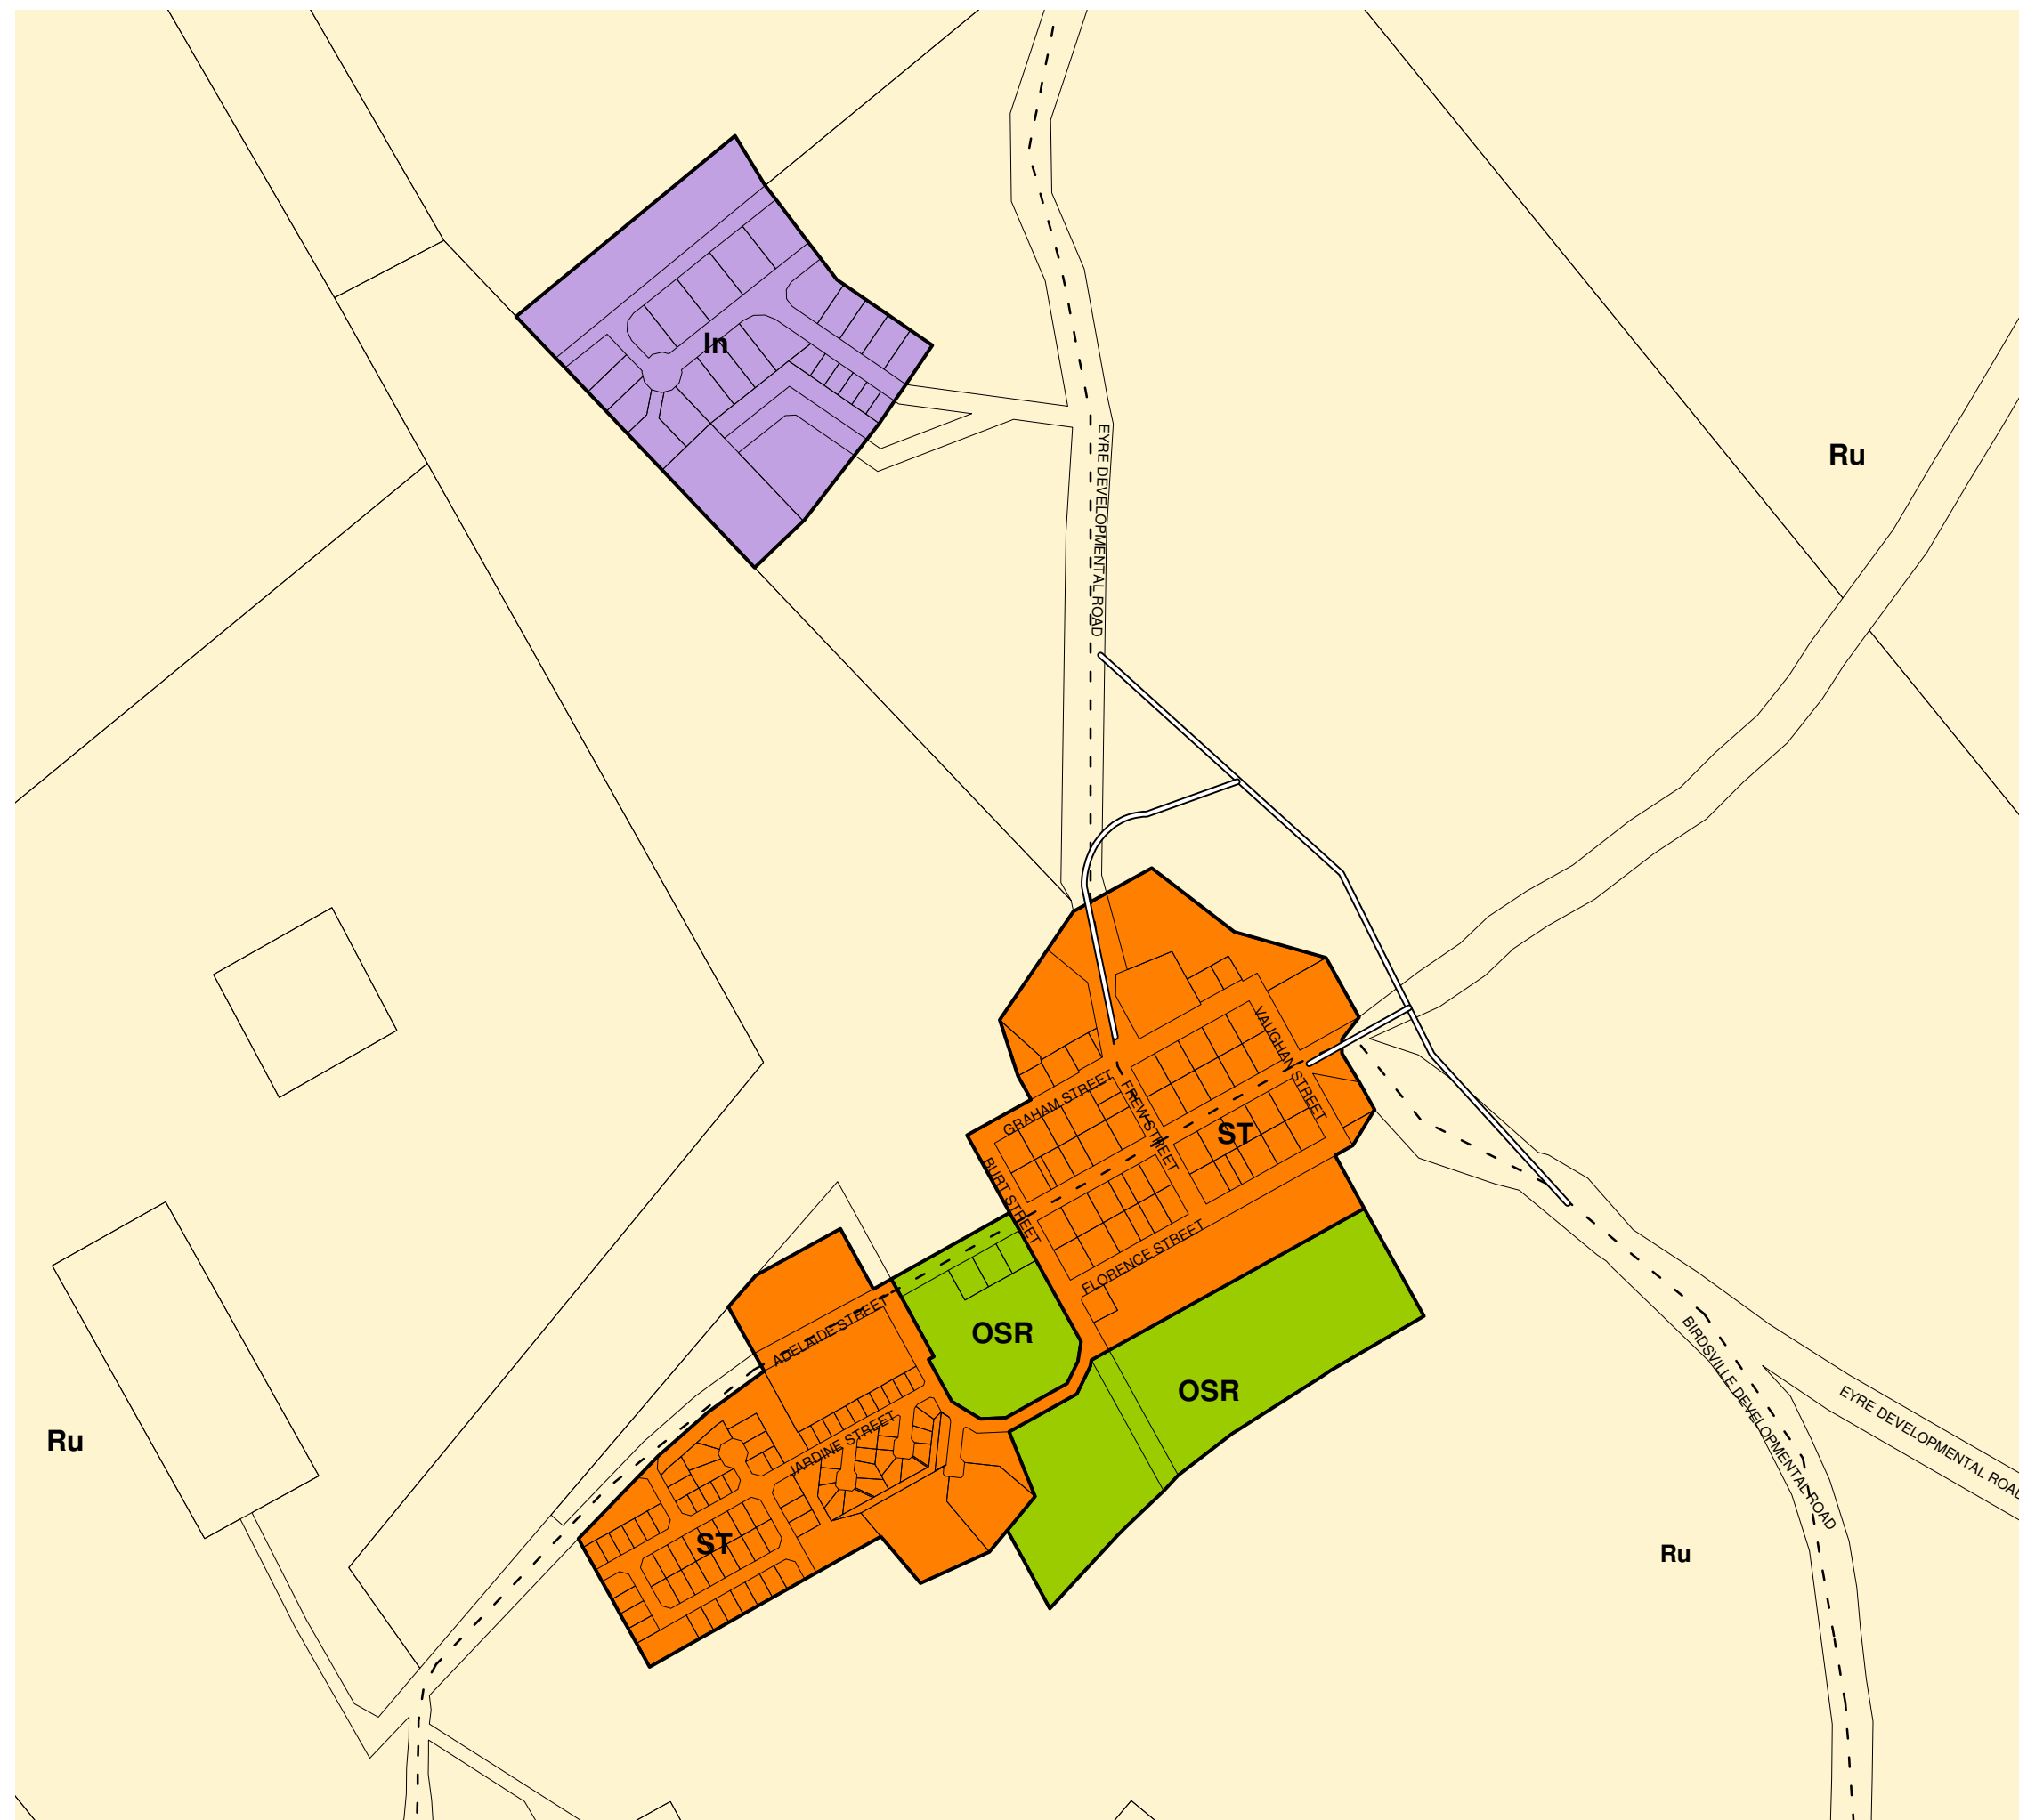 In
Ru
EYRE DEVELOPMENTAL ROAD
VAUGHAN STREET
GRAHAM STREET
FREW STREET
ST
BURT STREET
FLORENCE STREET
ADELAIDE STREET
OSR
OSR
BIRDSVILLE DEVELOPMENTAL ROAD
EYRE DEVELOPMENTAL ROAD
JARDINE STREET
Ru
ST
Ru